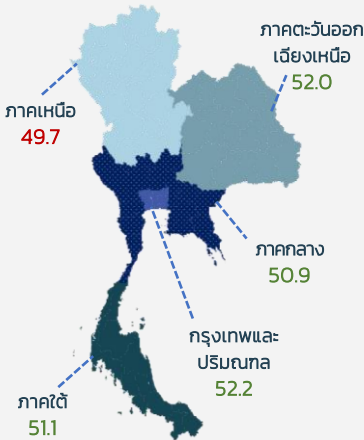 ภาคตะวันออก
เฉียงเหนือ
52.0
ภาคเหนือ
49.7
ภาคกลาง
50.9
กรุงเทพและ
ปริมณฑล
52.2
ภาคใต้
51.1